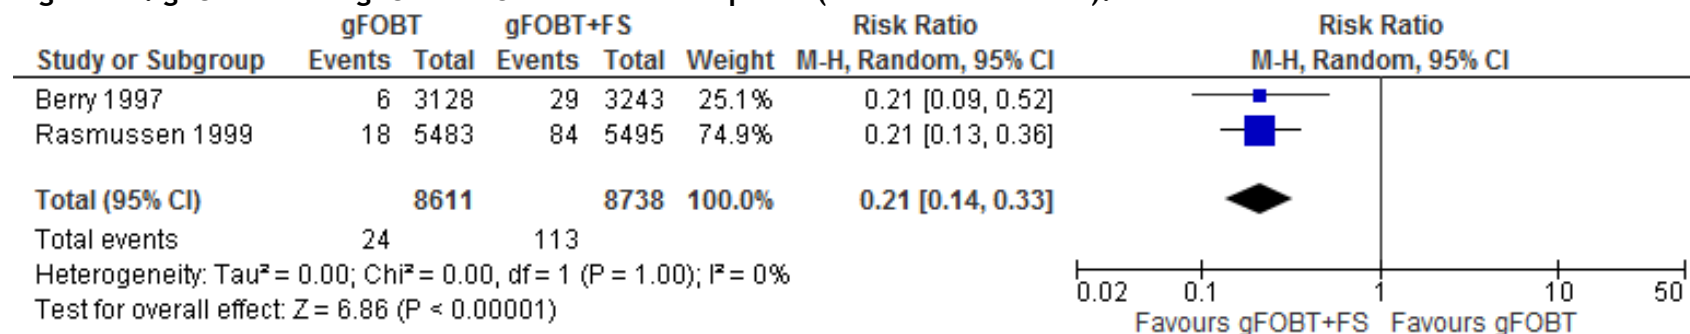 gFOBT gFOBT+FS Risk Ratio Risk Ratio
Study or Subgroup Events Total Events Total Weight M-H, Random, 95% CI M-H, Random, 95% CI
Berry 1997 6 3128 29 3243 25.1% 0.21 [0.09, 0.52]
Rasmussen 1999 18 5483 84 5495 74.9% 0.21 [0.13, 0.36]
Total (95% CI) 8611 8738 100.0% 0.21 [0.14, 0.33]
Total events 24 113
Heterogeneity: Tau² = 0.00; Chi² = 0.00, df = 1 (P = 1.00); I² = 0%
Test for overall effect: Z = 6.86 (P < 0.00001)
0.02 0.1 1 10 50
Favours gFOBT+FS Favours gFOBT